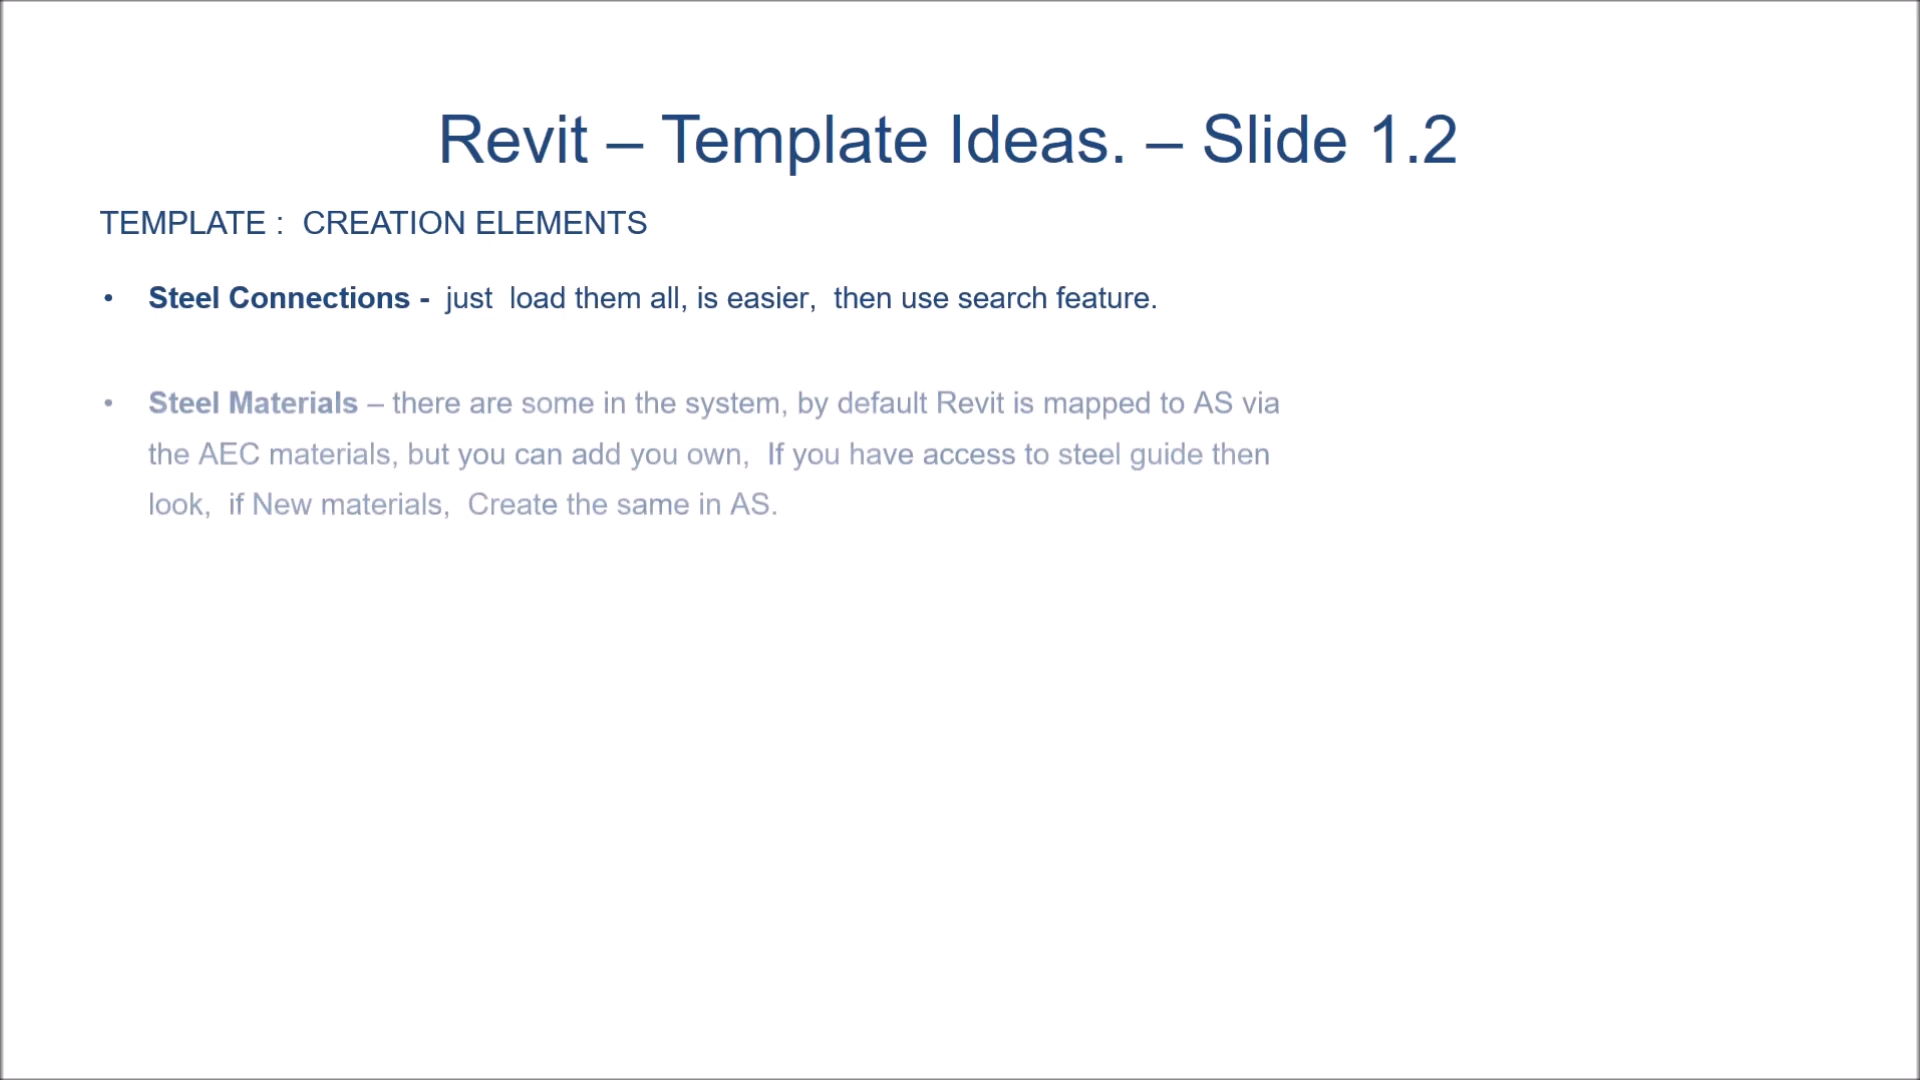 Revit – Template Ideas. – Slide 1.2
TEMPLATE :  CREATION ELEMENTS
• Steel Connections -  just  load them all, is easier,  then use search feature.
• Steel Materials – there are some in the system, by default Revit is mapped to AS via
the AEC materials, but you can add you own,  If you have access to steel guide then
look,  if New materials,  Create the same in AS.